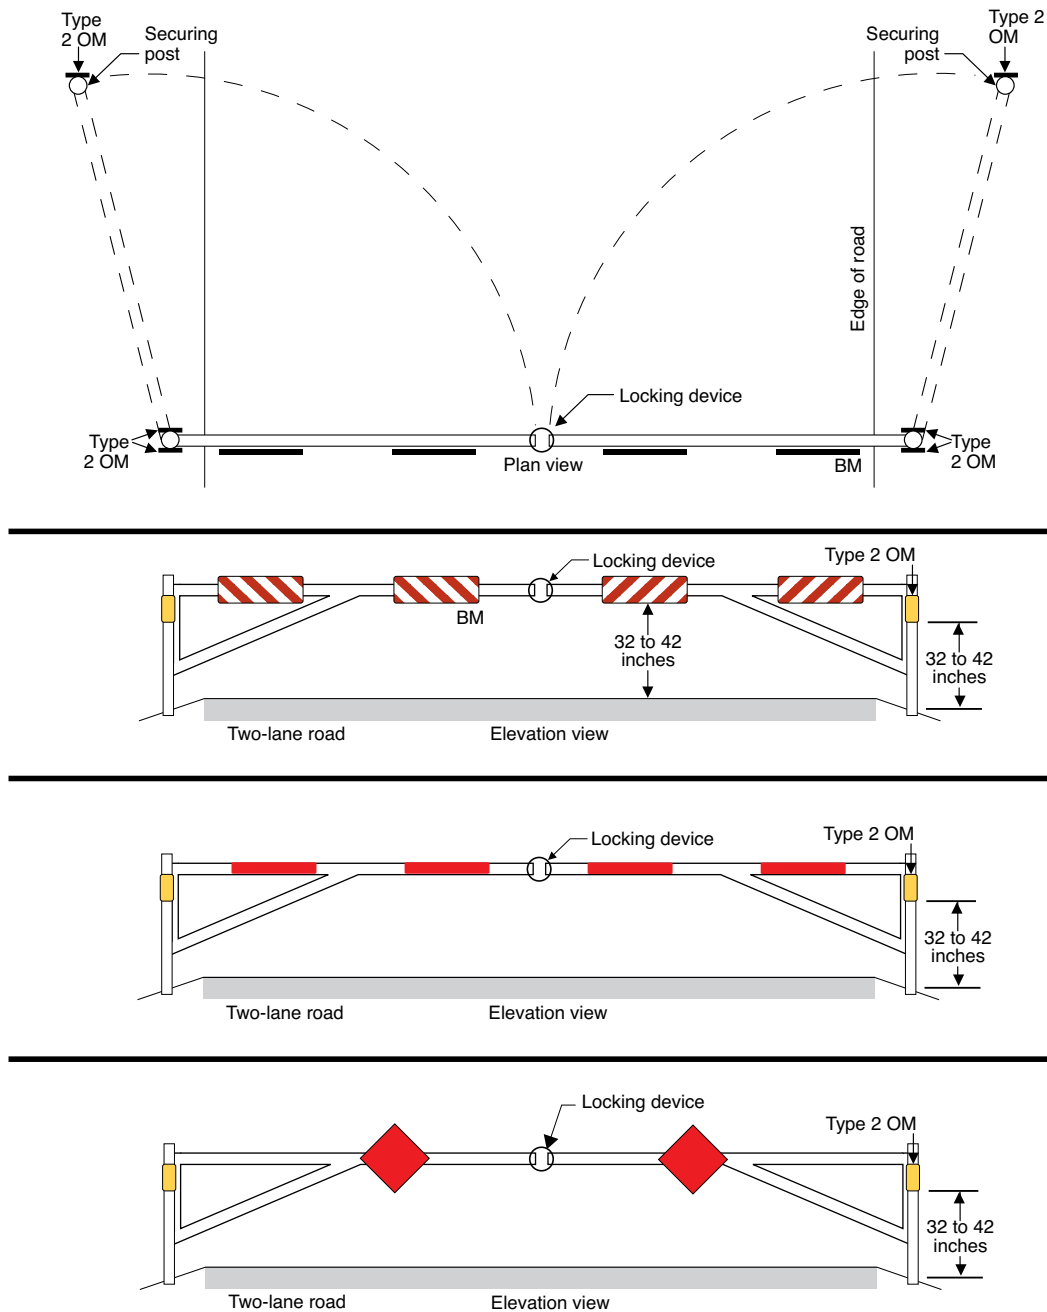 Type
2 OM
Securing
post
Securing
post
Type 2
OM
Edge of road
Locking device
Type
2 OM
Plan view
BM
Type
2 OM
Locking device
Type 2 OM
BM
32 to 42
inches
32 to 42
inches
Two-lane road
Elevation view
Locking device
Type 2 OM
32 to 42
inches
Two-lane road
Elevation view
Locking device
Type 2 OM
32 to 42
inches
Two-lane road
Elevation view